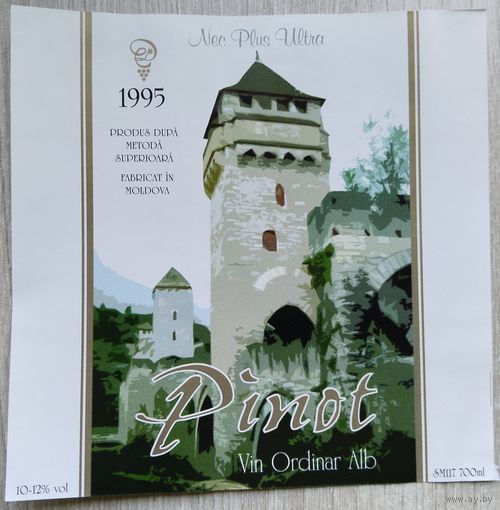 Nec Plus Ultra
1995
PRODUS DUPĂ
METODĂ
SUPERIOARĂ
FABRICAT ÎN
MOLDOVA
Pinot
Vin Ordinar Alb
10-12% vol
SM117 700ml
www.ay.by